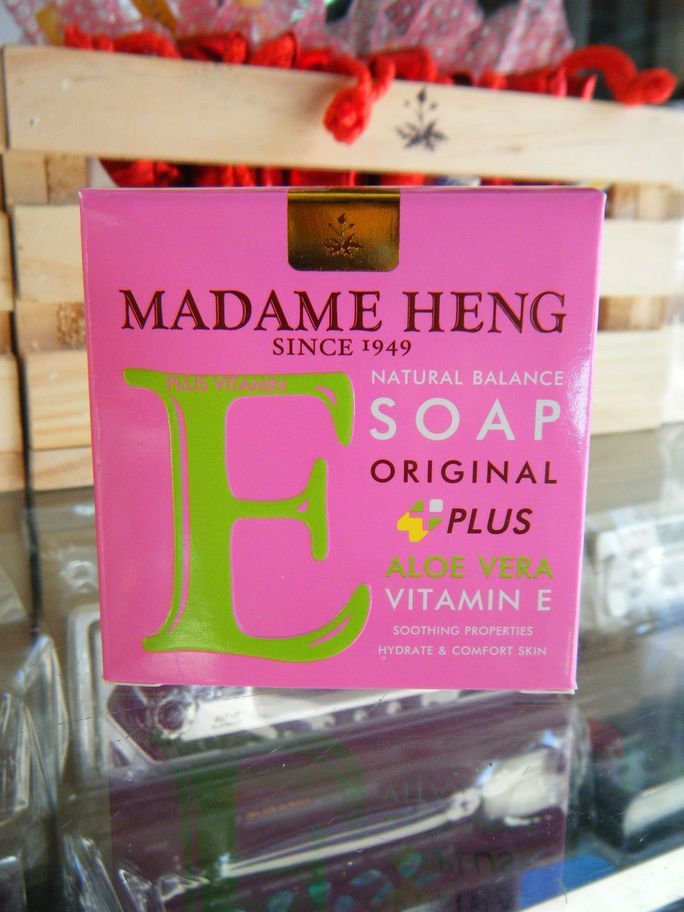 MADAME HENG
SINCE 1949
PLUS VITAMIN
E
NATURAL BALANCE
SOAP
ORIGINAL
PLUS
ALOE VERA
VITAMIN E
SOOTHING PROPERTIES
HYDRATE & COMFORT SKIN